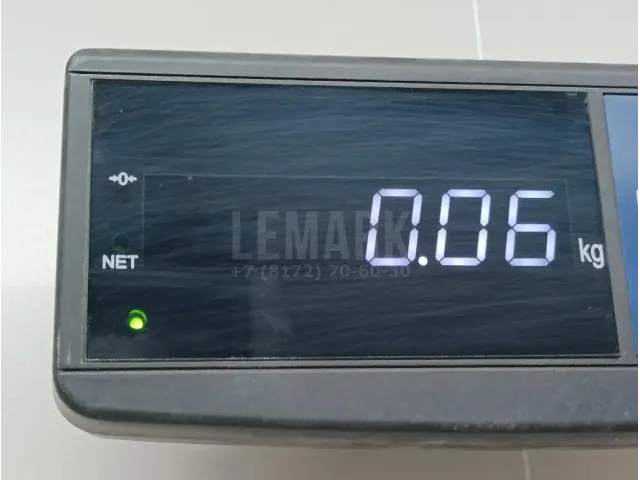 →0←
LEMARK
0.06 kg
+7 (8172) 70-60-30
NET